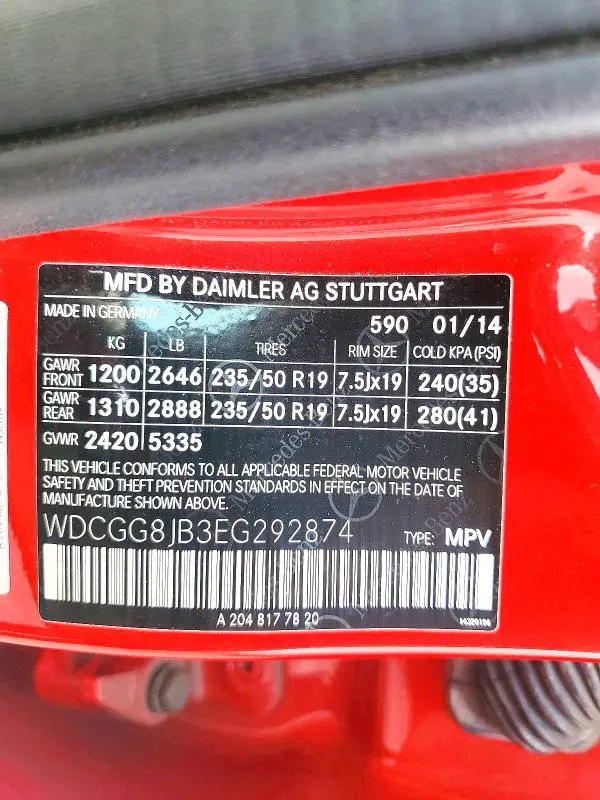 MFD BY DAIMLER AG STUTTGART
MADE IN GERMANY
590 01/14
KG LB TIRES RIM SIZE COLD KPA (PSI)
GAWR FRONT 1200 2646 235/50 R19 7.5Jx19 240(35)
GAWR REAR 1310 2888 235/50 R19 7.5Jx19 280(41)
GVWR 2420 5335
THIS VEHICLE CONFORMS TO ALL APPLICABLE FEDERAL MOTOR VEHICLE
SAFETY AND THEFT PREVENTION STANDARDS IN EFFECT ON THE DATE OF
MANUFACTURE SHOWN ABOVE.
WDCGG8JB3EG292874 TYPE: MPV
A 204 817 78 20